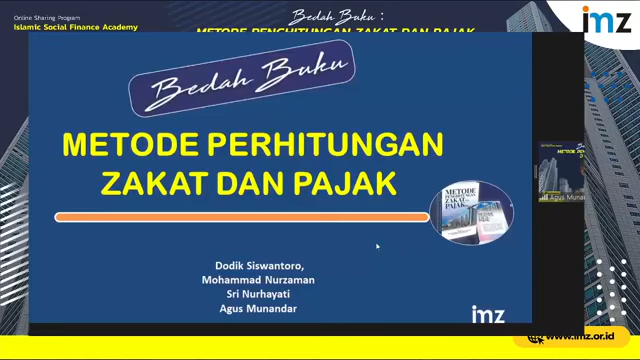 Online Sharing Program
Islamic Social Finance Academy
Bedah Buku :
METODE PENGHITUNGAN ZAKAT DAN PAJAK
imz
Bedah Buku
METODE PERHITUNGAN
ZAKAT DAN PAJAK
METODE
PENGHITUNGAN
ZAKAT
PAJAK
Dodik Siswantoro,
Mohammad Nurzaman
Sri Nurhayati
Agus Munandar
imz
Agus Munan
www.imz.or.id